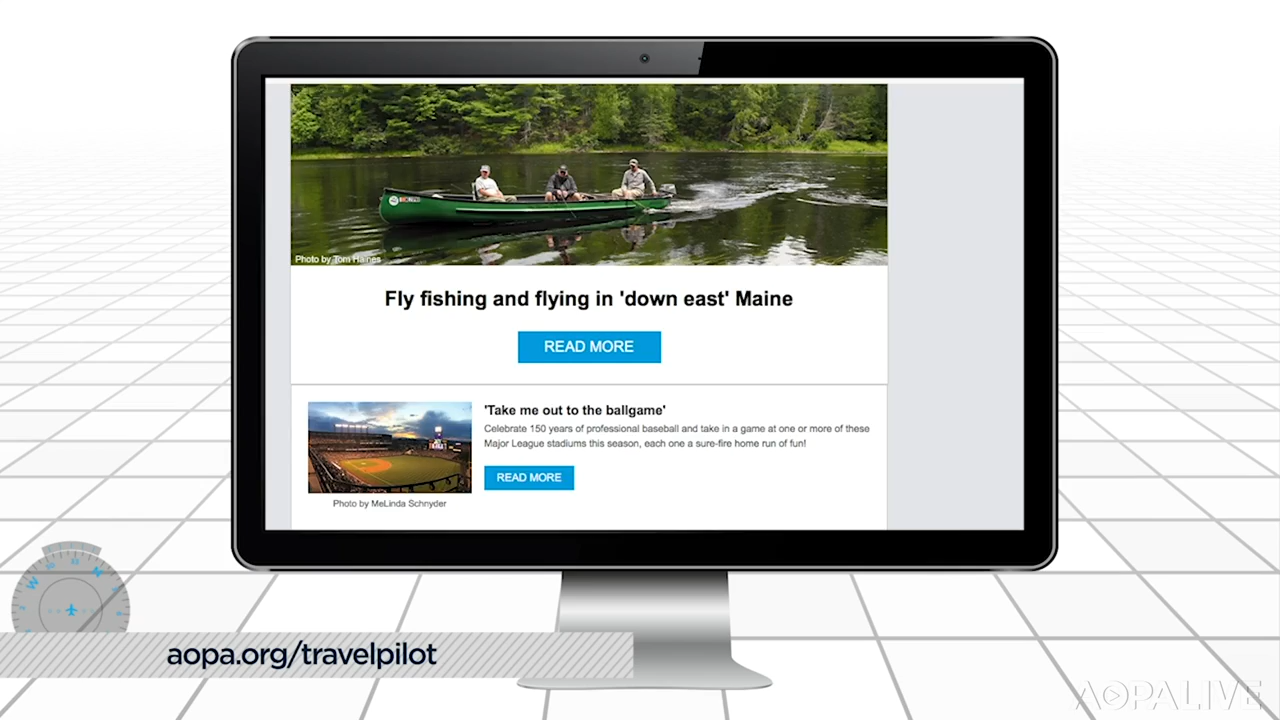 Photo by Tom Haines
Fly fishing and flying in 'down east' Maine
READ MORE
'Take me out to the ballgame'
Celebrate 150 years of professional baseball and take in a game at one or more of these
Major League stadiums this season, each one a sure-fire home run of fun!
READ MORE
Photo by MeLinda Schnyder
W
30
33
N
aopa.org/travelpilot
AOPA LIVE